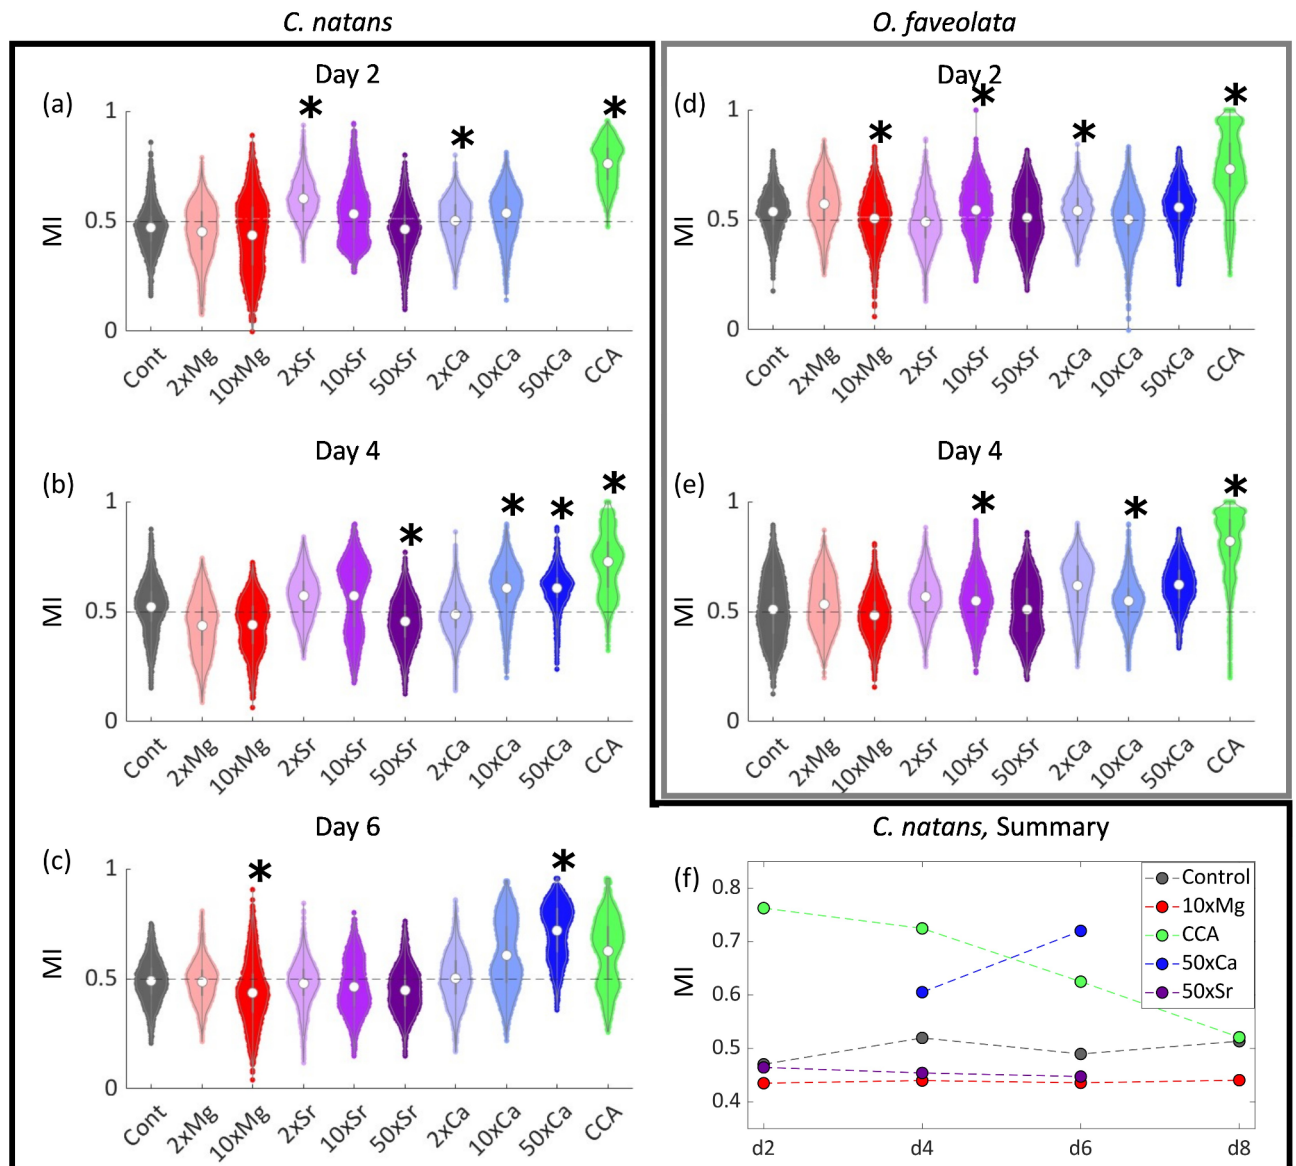 C. natans
O. faveolata
Day 2
(a)
1
0.5
0
MI
Cont
2xMg
10xMg
2xSr
10xSr
50xSr
2xCa
10xCa
50xCa
CCA
*
*
*
Day 2
(d)
1
0.5
0
MI
Cont
2xMg
10xMg
2xSr
10xSr
50xSr
2xCa
10xCa
50xCa
CCA
*
*
*
*
Day 4
(b)
1
0.5
0
MI
Cont
2xMg
10xMg
2xSr
10xSr
50xSr
2xCa
10xCa
50xCa
CCA
*
*
*
*
Day 4
(e)
1
0.5
0
MI
Cont
2xMg
10xMg
2xSr
10xSr
50xSr
2xCa
10xCa
50xCa
CCA
*
*
*
Day 6
(c)
1
0.5
0
MI
Cont
2xMg
10xMg
2xSr
10xSr
50xSr
2xCa
10xCa
50xCa
CCA
*
*
C. natans, Summary
(f)
0.8
0.7
0.6
0.5
0.4
MI
d2
d4
d6
d8
Control
10xMg
CCA
50xCa
50xSr